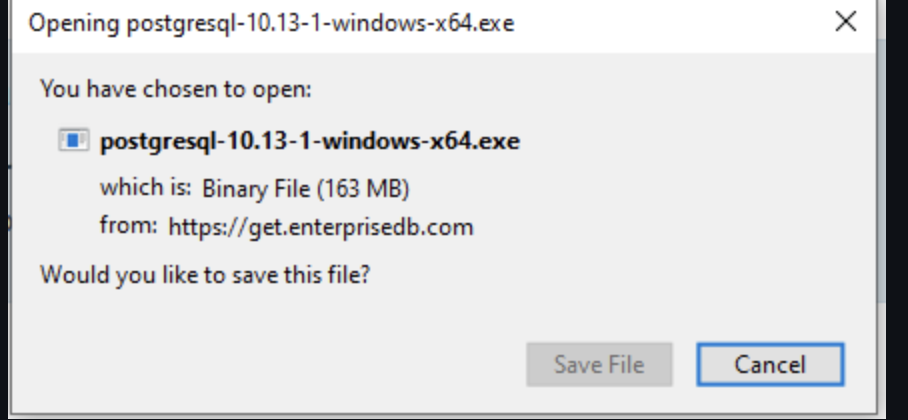 Opening postgresql-10.13-1-windows-x64.exe
You have chosen to open:
postgresql-10.13-1-windows-x64.exe
which is: Binary File (163 MB)
from: https://get.enterprisedb.com
Would you like to save this file?
Save File Cancel